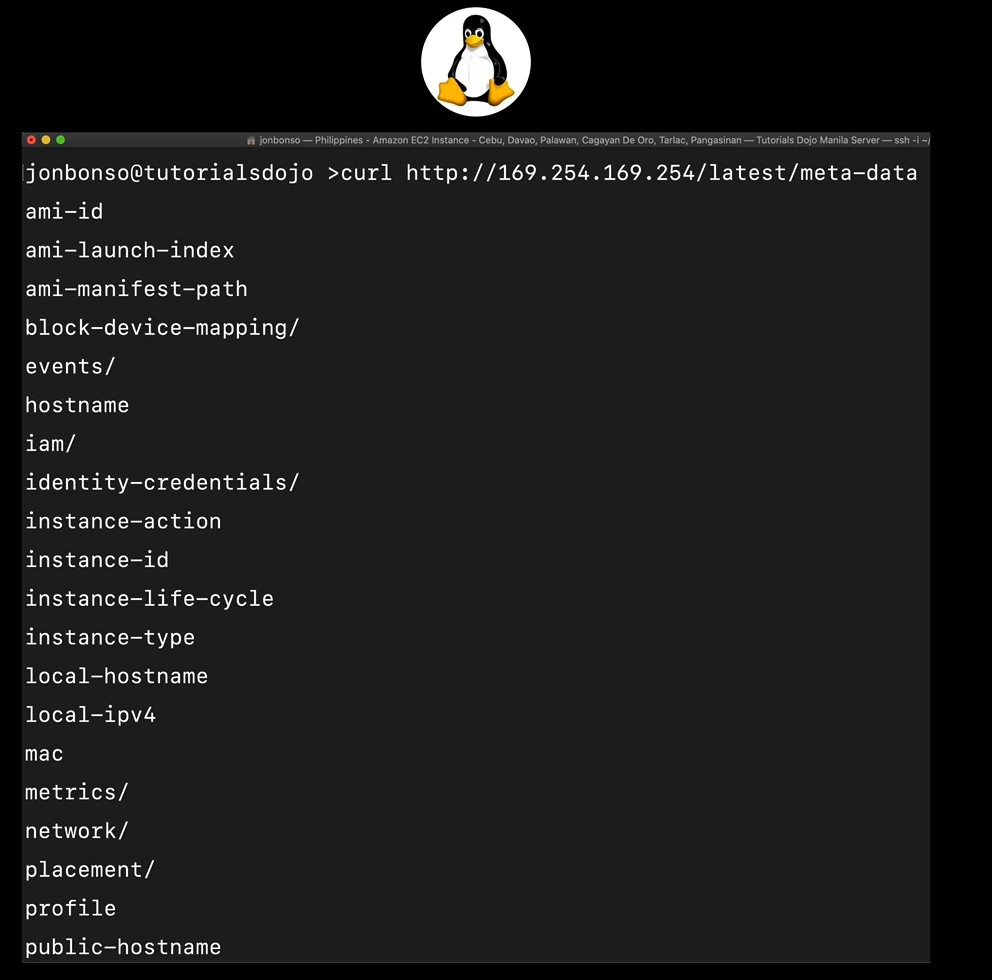 jonbonso — Philippines - Amazon EC2 Instance - Cebu, Davao, Palawan, Cagayan De Oro, Tarlac, Pangasinan — Tutorials Dojo Manila Server — ssh -i ~/
jonbonso@tutorialsdojo >curl http://169.254.169.254/latest/meta-data
ami-id
ami-launch-index
ami-manifest-path
block-device-mapping/
events/
hostname
iam/
identity-credentials/
instance-action
instance-id
instance-life-cycle
instance-type
local-hostname
local-ipv4
mac
metrics/
network/
placement/
profile
public-hostname